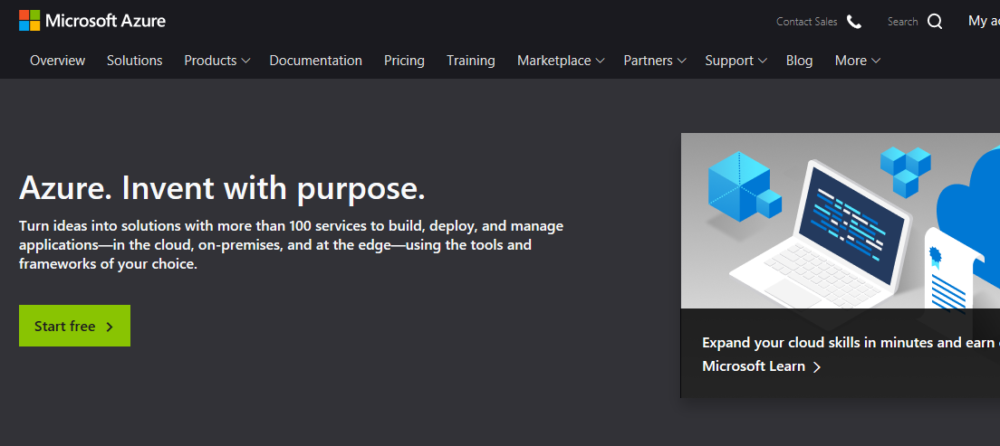 Microsoft Azure
Contact Sales Search My
Overview Solutions Products Documentation Pricing Training Marketplace Partners Support Blog More
Azure. Invent with purpose.
Turn ideas into solutions with more than 100 services to build, deploy, and manage
applications—in the cloud, on-premises, and at the edge—using the tools and
frameworks of your choice.
Start free
Expand your cloud skills in minutes and earn
Microsoft Learn